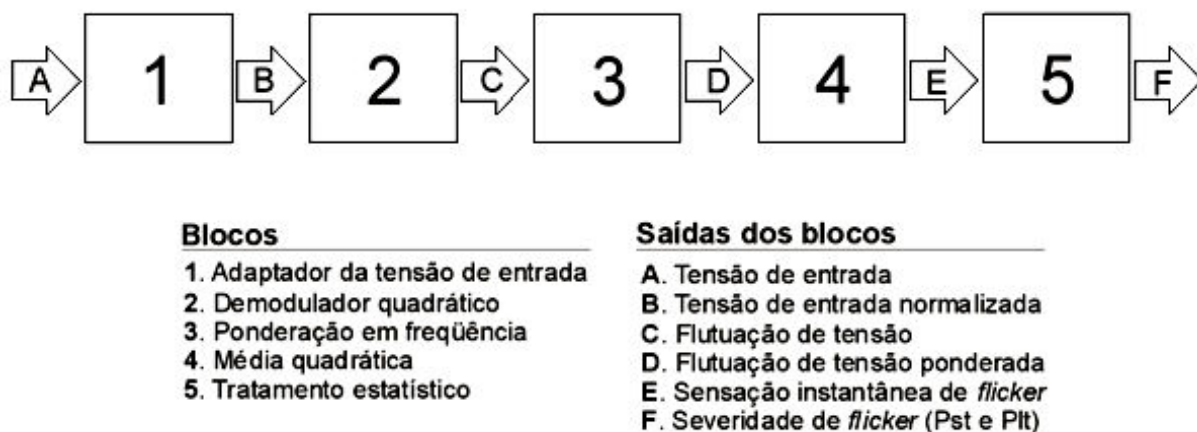 A 1 B 2 C 3 D 4 E 5 F
Blocos
1. Adaptador da tensão de entrada
2. Demodulador quadrático
3. Ponderação em freqüência
4. Média quadrática
5. Tratamento estatístico
Saídas dos blocos
A. Tensão de entrada
B. Tensão de entrada normalizada
C. Flutuação de tensão
D. Flutuação de tensão ponderada
E. Sensação instantânea de flicker
F. Severidade de flicker (Pst e Plt)